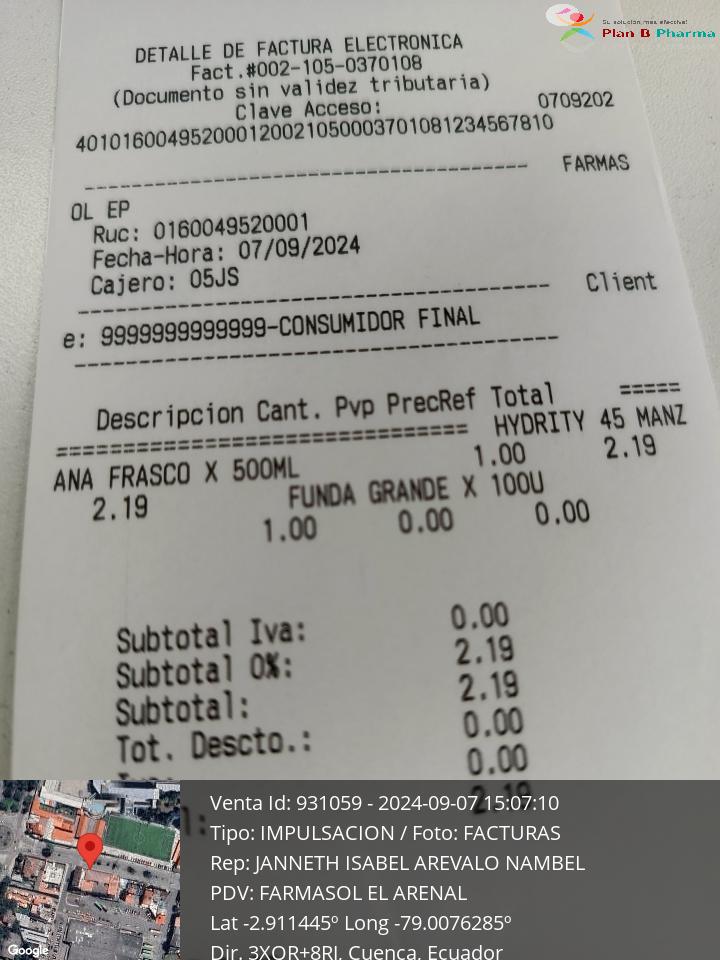 Su solución, mas efectiva!
Plan B Pharma
DETALLE DE FACTURA ELECTRONICA
Fact.#002-105-0370108
(Documento sin validez tributaria)
Clave Acceso: 0709202
401016004952000120021050003701081234567810
FARMAS
OL EP
Ruc: 0160049520001
Fecha-Hora: 07/09/2024
Cajero: 05JS
Client
e: 9999999999999-CONSUMIDOR FINAL
Descripcion Cant. Pvp PrecRef Total =====
=============================== HYDRITY 45 MANZ
ANA FRASCO X 500ML 1.00 2.19
2.19 FUNDA GRANDE X 100U
1.00 0.00 0.00
Subtotal Iva: 0.00
Subtotal 0%: 2.19
Subtotal: 2.19
Tot. Descto.: 0.00
0.00
2.19
Venta Id: 931059 - 2024-09-07 15:07:10
Tipo: IMPULSACION / Foto: FACTURAS
Rep: JANNETH ISABEL AREVALO NAMBEL
PDV: FARMASOL EL ARENAL
Lat -2.911445º Long -79.0076285º
Dir. 3XQR+8RJ, Cuenca, Ecuador
Google